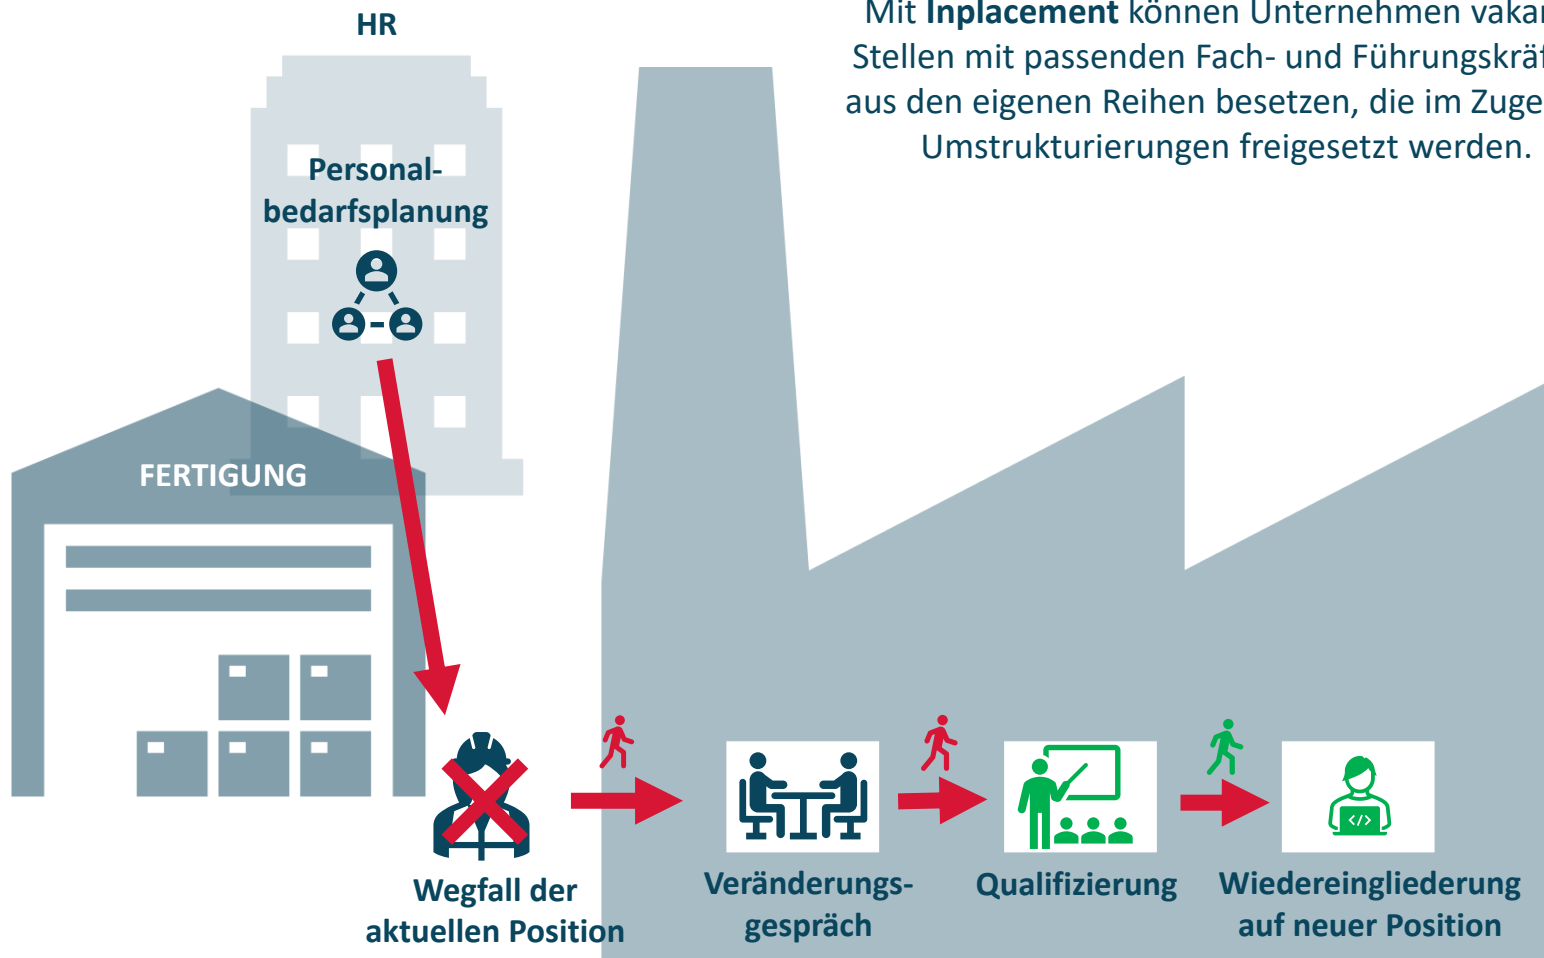 HR
Mit Inplacement können Unternehmen vakan
Stellen mit passenden Fach- und Führungskräf
aus den eigenen Reihen besetzen, die im Zuge
Umstrukturierungen freigesetzt werden.
Personal-
bedarfsplanung
FERTIGUNG
</>
Wegfall der
aktuellen Position
Veränderungs-
gespräch
Qualifizierung
Wiedereingliederung
auf neuer Position